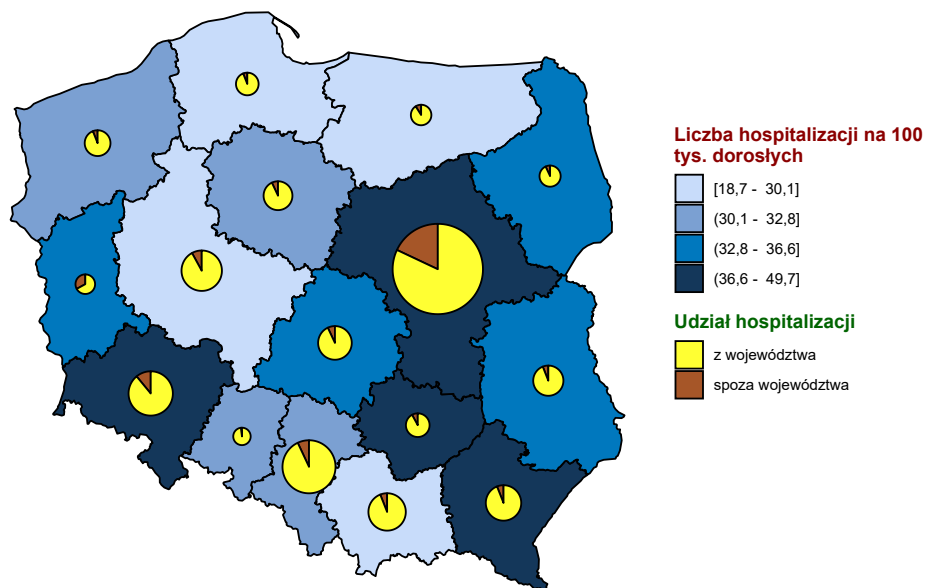 Liczba hospitalizacji na 100
tys. dorosłych
[18,7 - 30,1]
(30,1 - 32,8]
(32,8 - 36,6]
(36,6 - 49,7]
Udział hospitalizacji
z województwa
spoza województwa